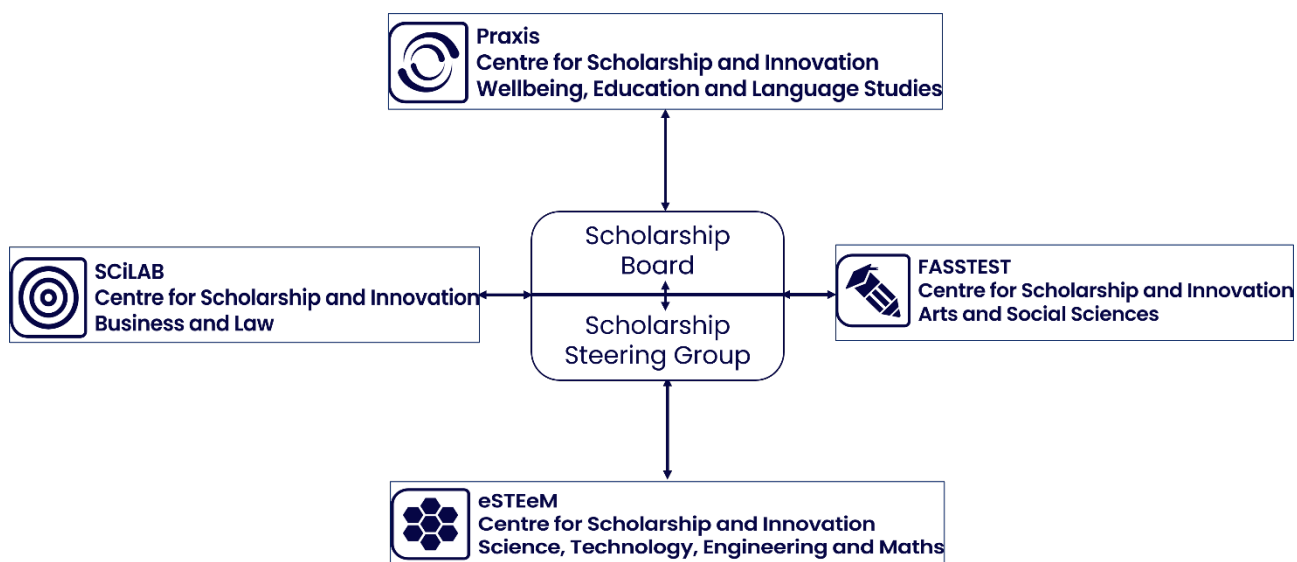 Praxis
Centre for Scholarship and Innovation
Wellbeing, Education and Language Studies
SCiLAB
Centre for Scholarship and Innovation
Business and Law
Scholarship
Board
Scholarship
Steering Group
FASSTEST
Centre for Scholarship and Innovation
Arts and Social Sciences
eSTEeM
Centre for Scholarship and Innovation
Science, Technology, Engineering and Maths